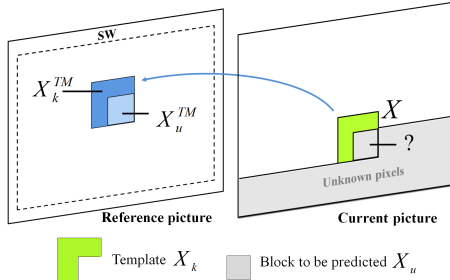 SW
X_k^{TM}
X_u^{TM}
X
?
Unknown pixels
Reference picture
Current picture
Template X_k
Block to be predicted X_u